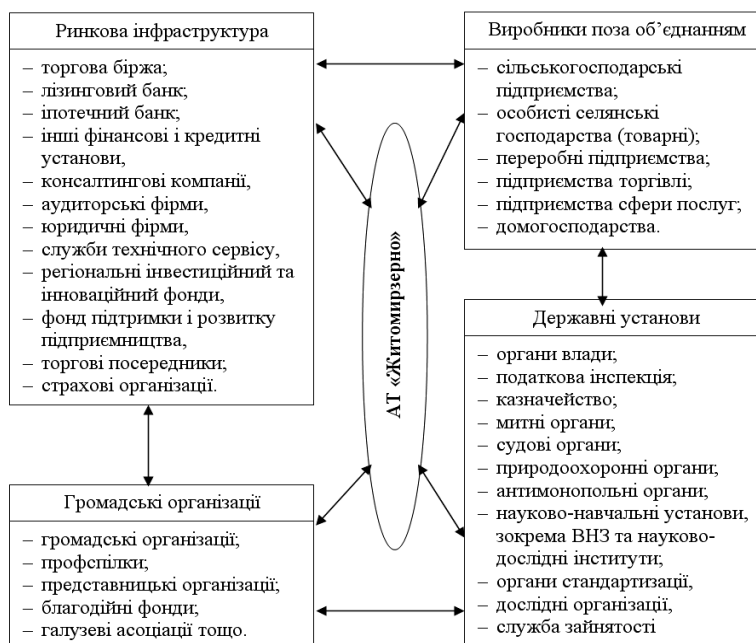 Ринкова інфраструктура
– торгова біржа;
– лізинговий банк;
– іпотечний банк;
– інші фінансові і кредитні
установи,
– консалтингові компанії,
– аудиторські фірми,
– юридичні фірми,
– служби технічного сервісу,
– регіональні інвестиційний та
інноваційний фонди,
– фонд підтримки і розвитку
підприємництва,
– торгові посередники;
– страхові організації.
Виробники поза об’єднанням
– сільськогосподарські
підприємства;
– особисті селянські
господарства (товарні);
– переробні підприємства;
– підприємства торгівлі;
– підприємства сфери послуг;
– домогосподарства.
АТ «Житомирзерно»
Громадські організації
– громадські організації;
– профспілки;
– представницькі організації;
– благодійні фонди;
– галузеві асоціації тощо.
Державні установи
– органи влади;
– податкова інспекція;
– казначейство;
– митні органи;
– судові органи;
– природоохоронні органи;
– антимонопольні органи;
– науково-навчальні установи,
зокрема ВНЗ та науково-
дослідні інститути;
– органи стандартизації,
– дослідні організації,
– служба зайнятості